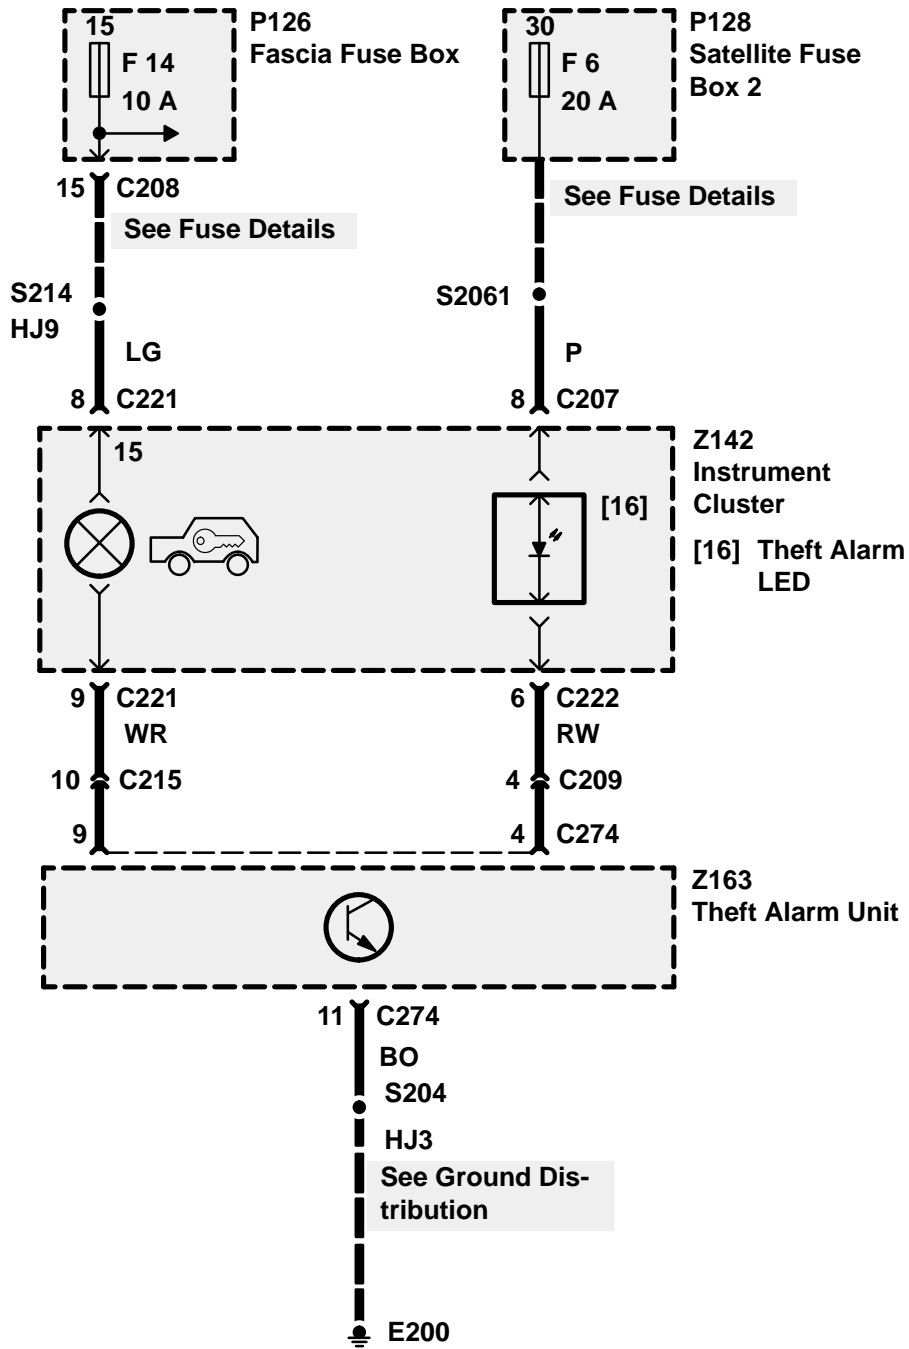 15
F 14
10 A
P126
Fascia Fuse Box
30
F 6
20 A
P128
Satellite Fuse
Box 2
15 C208
See Fuse Details
See Fuse Details
S214
HJ9
S2061
LG
P
8 C221
8 C207
15
[16]
Z142
Instrument
Cluster
[16] Theft Alarm
LED
9 C221
WR
6 C222
RW
10 C215
4 C209
9
4 C274
Z163
Theft Alarm Unit
11 C274
BO
S204
HJ3
See Ground Dis-
tribution
E200